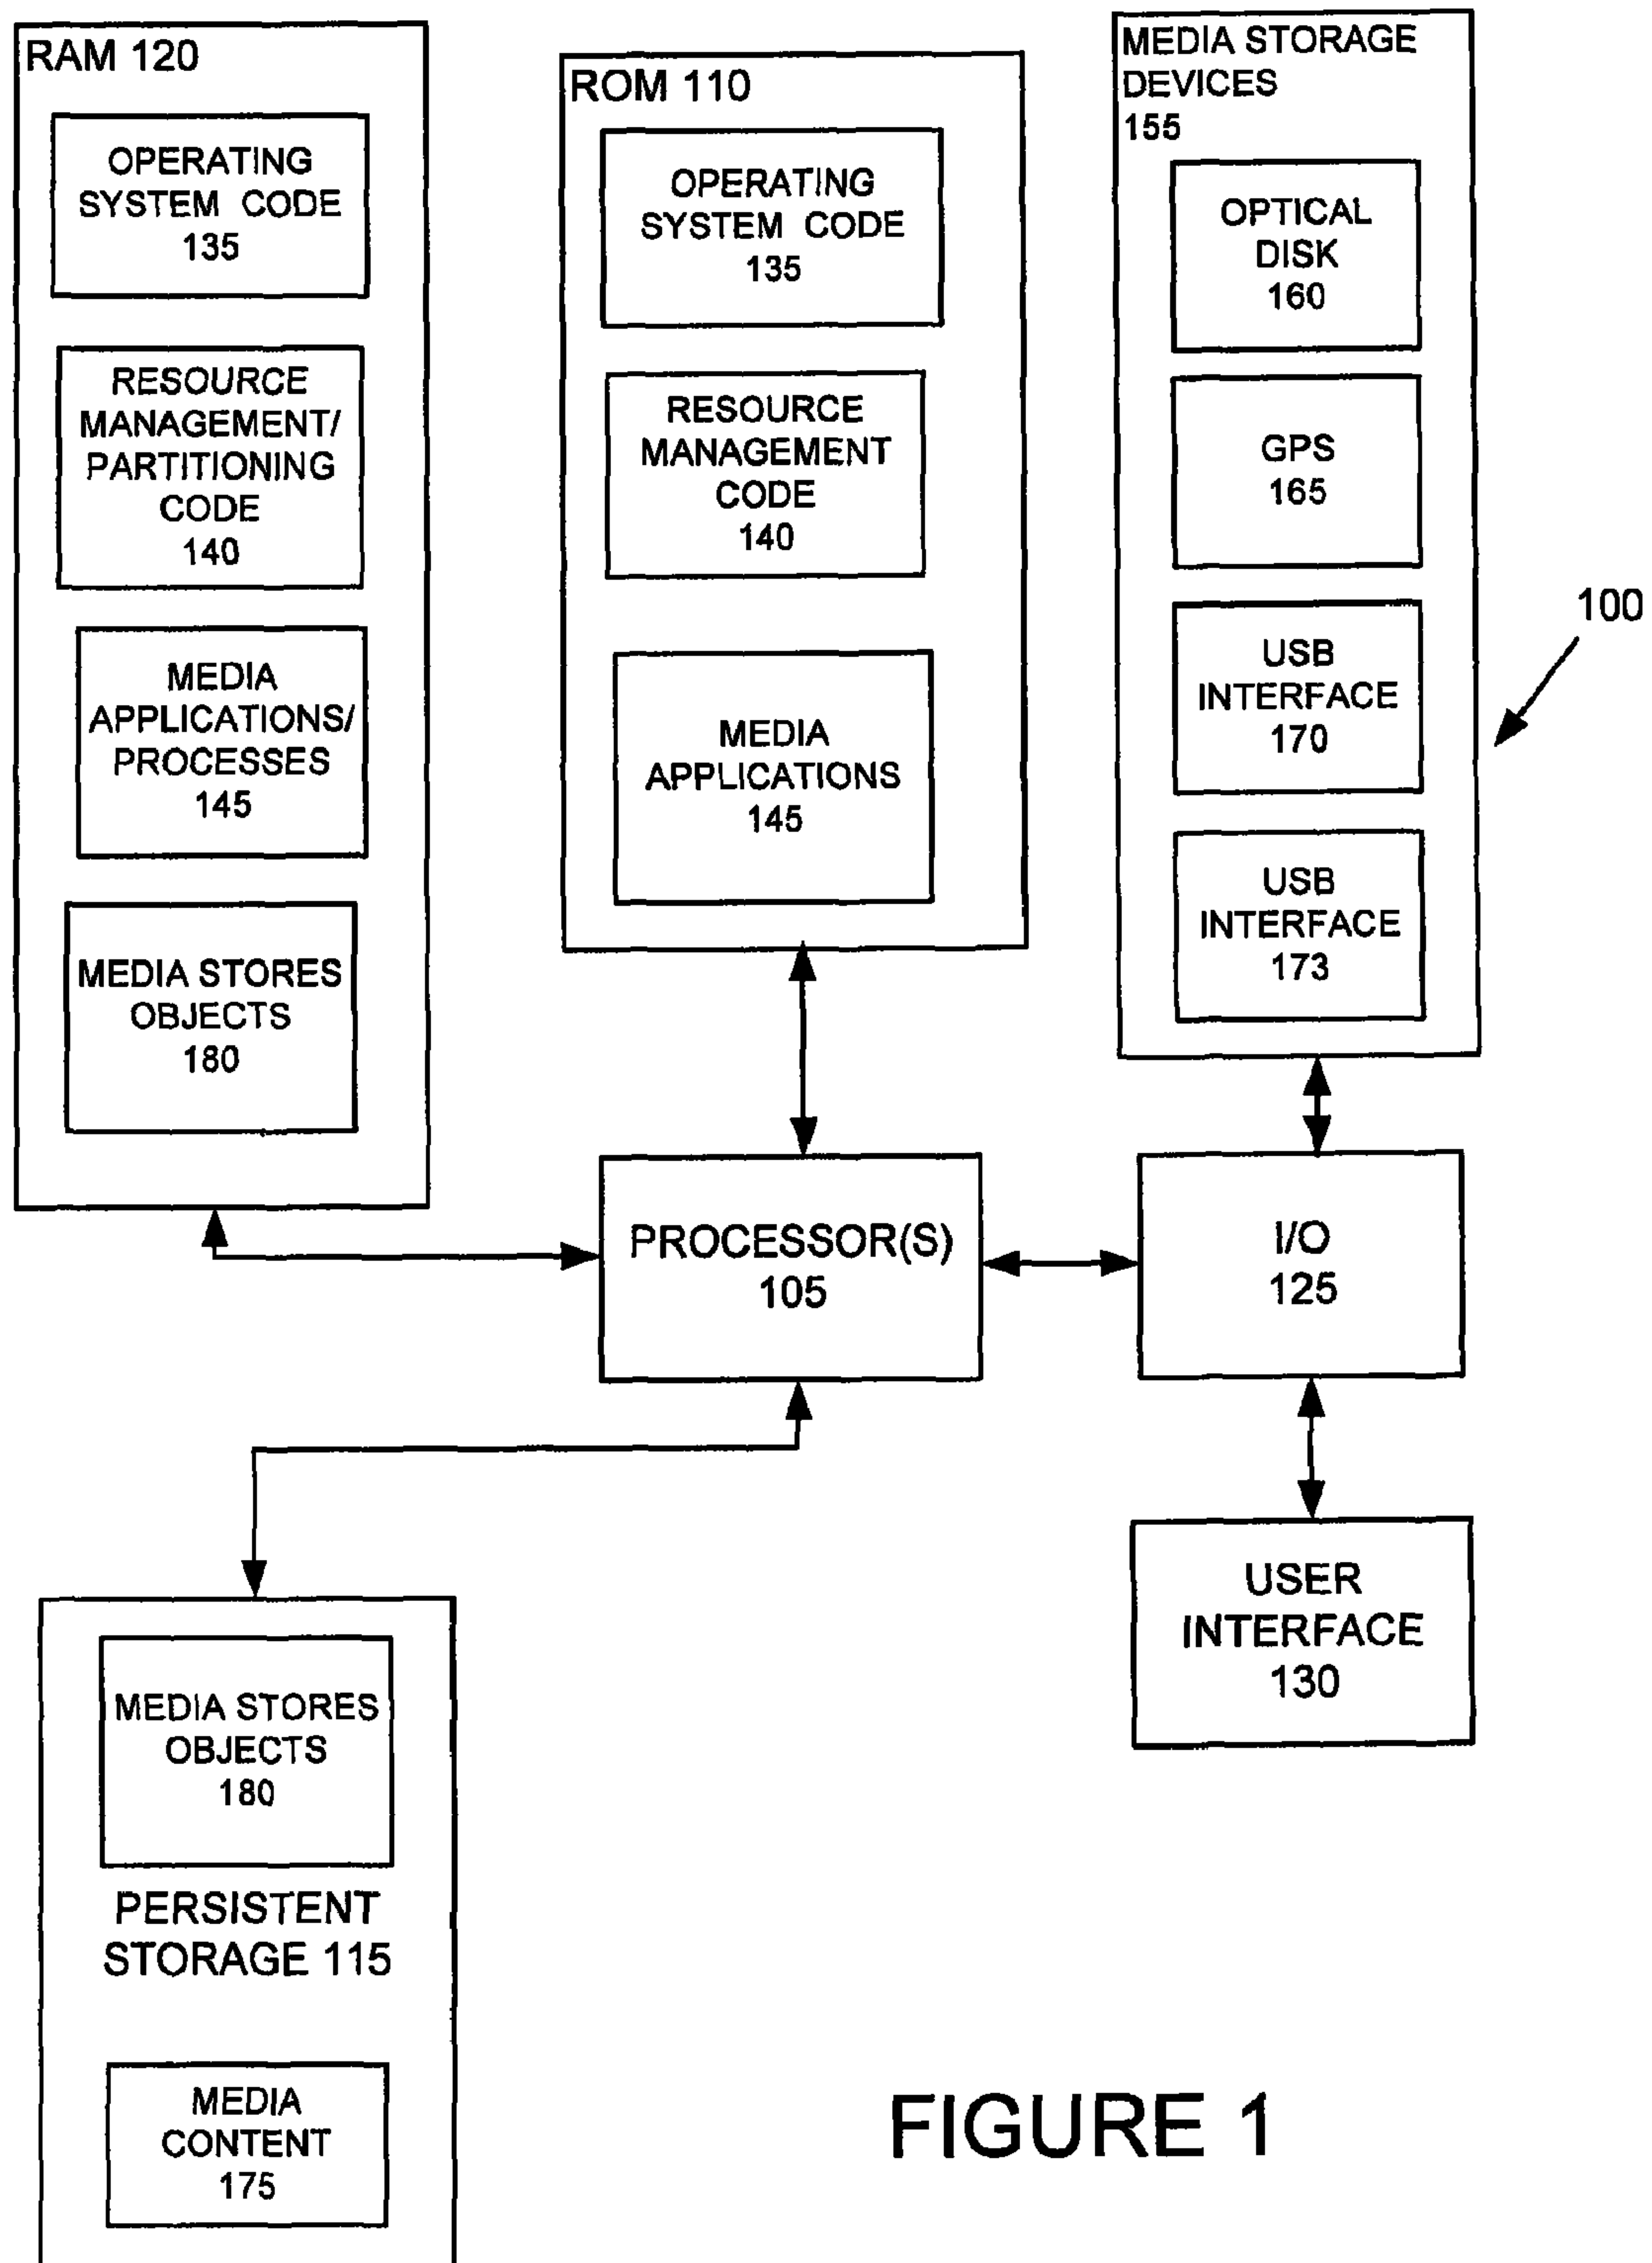 RAM 120
OPERATING
SYSTEM CODE
135
RESOURCE
MANAGEMENT/
PARTITIONING
CODE
140
MEDIA
APPLICATIONS/
PROCESSES
145
MEDIA STORES
OBJECTS
180
ROM 110
OPERATING
SYSTEM CODE
135
RESOURCE
MANAGEMENT
CODE
140
MEDIA
APPLICATIONS
145
MEDIA STORAGE
DEVICES
155
OPTICAL
DISK
160
GPS
165
USB
INTERFACE
170
USB
INTERFACE
173
100
PROCESSOR(S)
105
I/O
125
USER
INTERFACE
130
MEDIA STORES
OBJECTS
180
PERSISTENT
STORAGE 115
MEDIA
CONTENT
175
FIGURE 1